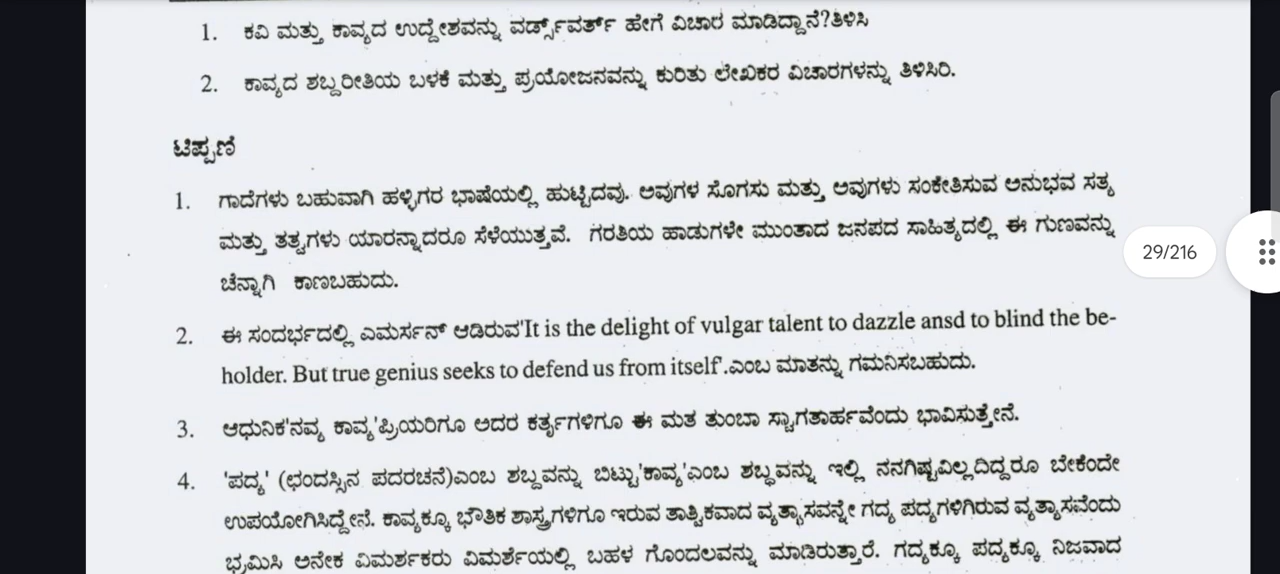 1. ಕವಿ ಮತ್ತು ಕಾವ್ಯದ ಉದ್ದೇಶವನ್ನು ವರ್ಡ್ಸ್‌ವರ್ತ್ ಹೇಗೆ ವಿಚಾರ ಮಾಡಿದ್ದಾನೆ?ತಿಳಿಸಿ
2. ಕಾವ್ಯದ ಶಬ್ದರೀತಿಯ ಬಳಕೆ ಮತ್ತು ಪ್ರಯೋಜನವನ್ನು ಕುರಿತು ಲೇಖಕರ ವಿಚಾರಗಳನ್ನು ತಿಳಿಸಿರಿ.
ಟಿಪ್ಪಣಿ
1. ಗಾದೆಗಳು ಬಹುವಾಗಿ ಹಳ್ಳಿಗರ ಭಾಷೆಯಲ್ಲಿ ಹುಟ್ಟಿದವು. ಅವುಗಳ ಸೊಗಸು ಮತ್ತು ಅವುಗಳು ಸಂಕೇತಿಸುವ ಅನುಭವ ಸತ್ಯ
ಮತ್ತು ತತ್ವಗಳು ಯಾರನ್ನಾದರೂ ಸೆಳೆಯುತ್ತವೆ. ಗರತಿಯ ಹಾಡುಗಳೇ ಮುಂತಾದ ಜನಪದ ಸಾಹಿತ್ಯದಲ್ಲಿ ಈ ಗುಣವನ್ನು
29/216
ಚೆನ್ನಾಗಿ ಕಾಣಬಹುದು.
2. ಈ ಸಂದರ್ಭದಲ್ಲಿ ಎಮರ್ಸನ್ ಆಡಿರುವ'It is the delight of vulgar talent to dazzle ansd to blind the be-
holder. But true genius seeks to defend us from itself'.ಎಂಬ ಮಾತನ್ನು ಗಮನಿಸಬಹುದು.
3. ಆಧುನಿಕ'ನವ್ಯ ಕಾವ್ಯ'ಪ್ರಿಯರಿಗೂ ಅದರ ಕರ್ತೃಗಳಿಗೂ ಈ ಮತ ತುಂಬಾ ಸ್ವಾಗತಾರ್ಹವೆಂದು ಭಾವಿಸುತ್ತೇನೆ.
4. 'ಪದ್ಯ' (ಛಂದಸ್ಸಿನ ಪದರಚನೆ)ಎಂಬ ಶಬ್ದವನ್ನು ಬಿಟ್ಟು'ಕಾವ್ಯ'ಎಂಬ ಶಬ್ಧವನ್ನು ಇಲ್ಲಿ ನನಗಿಷ್ಟವಿಲ್ಲದಿದ್ದರೂ ಬೇಕೆಂದೇ
ಉಪಯೋಗಿಸಿದ್ದೇನೆ. ಕಾವ್ಯಕ್ಕೂ ಭೌತಿಕ ಶಾಸ್ತ್ರಗಳಿಗೂ ಇರುವ ತಾತ್ವಿಕವಾದ ವ್ಯತ್ಯಾಸವನ್ನೇ ಗದ್ಯ ಪದ್ಯಗಳಿಗಿರುವ ವ್ಯತ್ಯಾಸವೆಂದು
ಭ್ರಮಿಸಿ ಅನೇಕ ವಿಮರ್ಶಕರು ವಿಮರ್ಶೆಯಲ್ಲಿ ಬಹಳ ಗೊಂದಲವನ್ನು ಮಾಡಿರುತ್ತಾರೆ. ಗದ್ಯಕ್ಕೂ ಪದ್ಯಕ್ಕೂ ನಿಜವಾದ